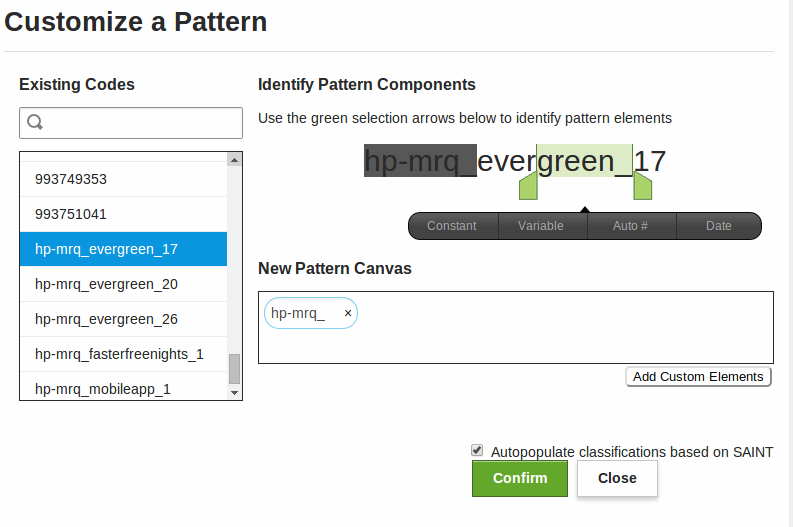 Customize a Pattern
Existing Codes
993749353
993751041
hp-mrq_evergreen_17
hp-mrq_evergreen_20
hp-mrq_evergreen_26
hp-mrq_fasterfreenights_1
hp-mrq_mobileapp_1
Identify Pattern Components
Use the green selection arrows below to identify pattern elements
hp-mrq_evergreen_17
Constant Variable Auto # Date
New Pattern Canvas
hp-mrq_ ×
Add Custom Elements
Autopopulate classifications based on SAINT
Confirm Close